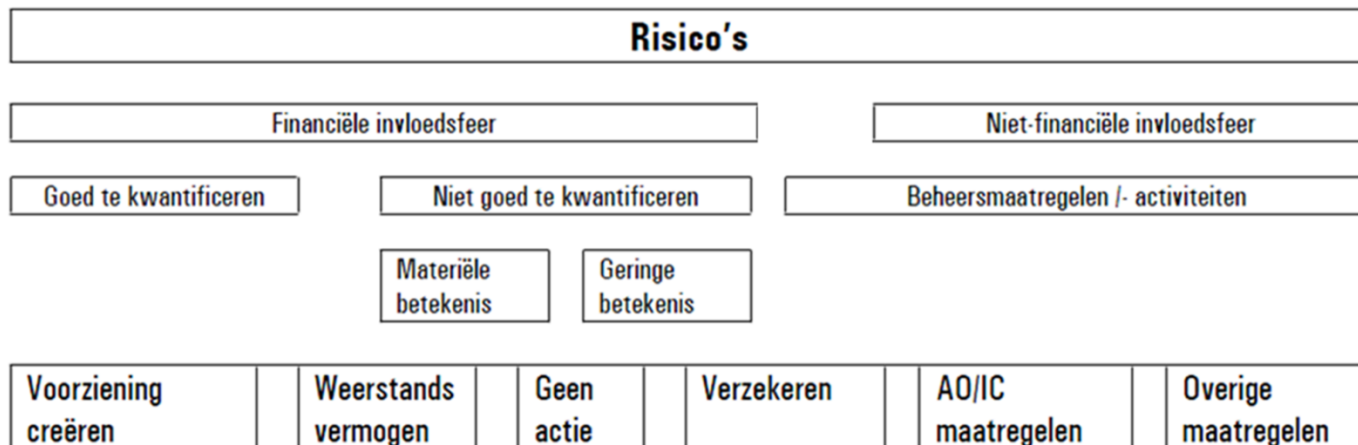 Risico's
Financiële invloedsfeer
Niet-financiële invloedsfeer
Goed te kwantificeren
Niet goed te kwantificeren
Beheersmaatregelen /- activiteiten
Materiële
betekenis
Geringe
betekenis
Voorziening
creëren
Weerstands
vermogen
Geen
actie
Verzekeren
AO/IC
maatregelen
Overige
maatregelen